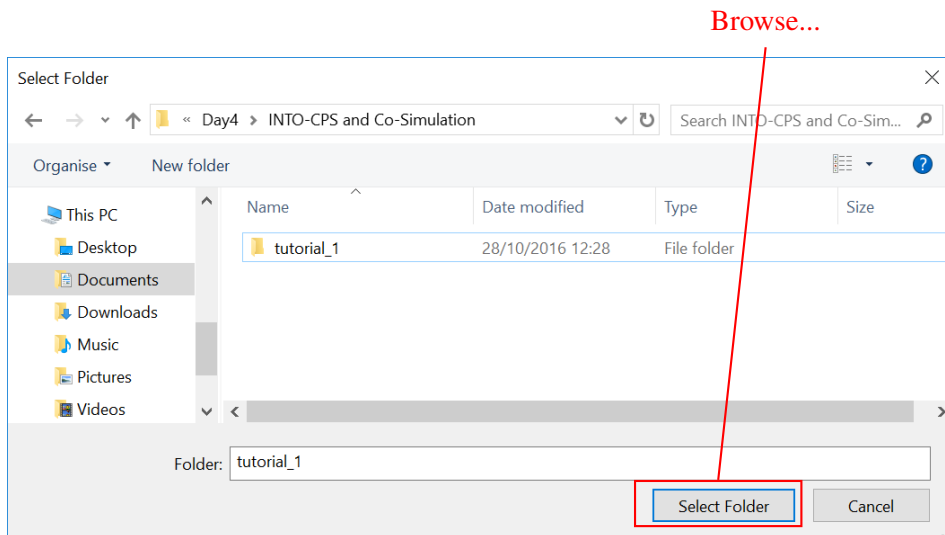 Browse...
Select Folder
« Day4 > INTO-CPS and Co-Simulation
Search INTO-CPS and Co-Sim...
Organise
New folder
?
This PC
Desktop
Documents
Downloads
Music
Pictures
Videos
Name Date modified Type Size
tutorial_1 28/10/2016 12:28 File folder
Folder: tutorial_1
Select Folder Cancel